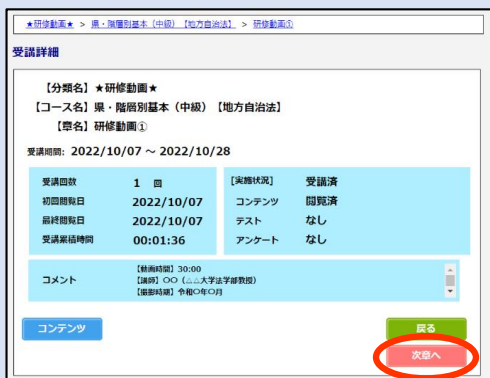 ★研修動画★ > 県・階層別基本（中級）【地方自治法】 > 研修動画①
受講詳細
【分類名】★研修動画★
【コース名】県・階層別基本（中級）【地方自治法】
【章名】研修動画①
受講期間: 2022/10/07 ～ 2022/10/28
受講回数 1 回
初回閲覧日 2022/10/07
最終閲覧日 2022/10/07
受講累積時間 00:01:36
[実施状況] 受講済
コンテンツ 閲覧済
テスト なし
アンケート なし
コメント
【動画時間】30:00
【講師】〇〇（△△大学法学部教授）
【撮影時期】令和〇年〇月
コンテンツ
戻る
次章へ